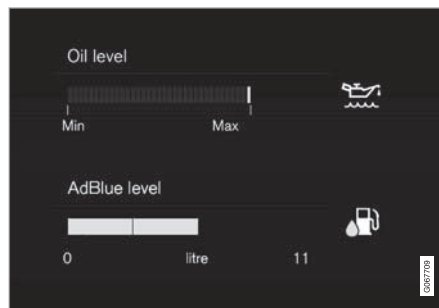 Oil level
Min Max
AdBlue level
0 litre 11
G067709